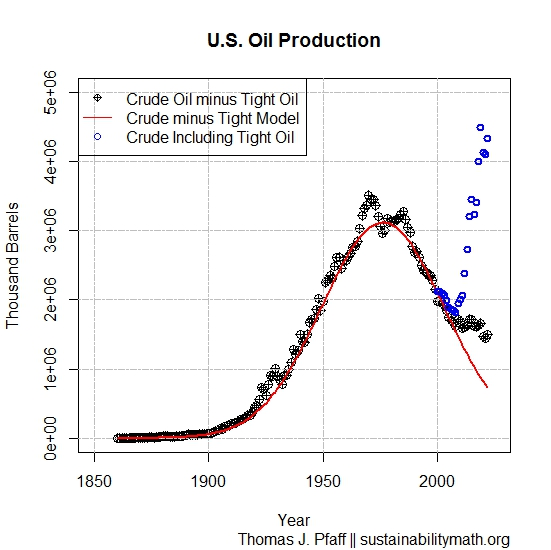 U.S. Oil Production
Crude Oil minus Tight Oil
Crude minus Tight Model
Crude Including Tight Oil
Thousand Barrels
5e+06
4e+06
3e+06
2e+06
1e+06
0e+00
1850 1900 1950 2000
Year
Thomas J. Pfaff || sustainabilitymath.org